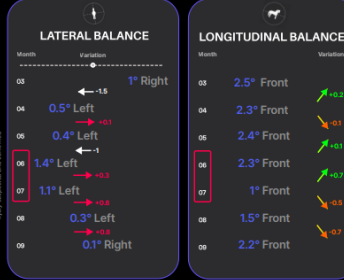 LATERAL BALANCE
Month Variation
03 1° Right
-1.5
04 0.5° Left
+0.1
05 0.4° Left
-1
06 1.4° Left
+0.3
07 1.1° Left
+0.8
08 0.3° Left
+0.8
09 0.1° Right
LONGITUDINAL BALANCE
Month Variation
03 2.5° Front
+0.2
04 2.3° Front
-0.1
05 2.4° Front
+0.1
06 2.3° Front
+0.7
07 1° Front
-0.5
08 1.5° Front
-0.7
09 2.2° Front